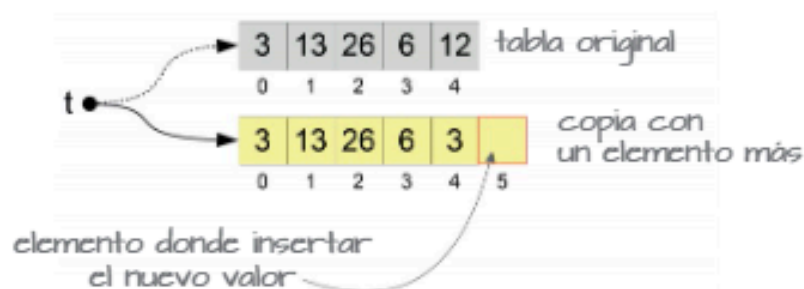 3 13 26 6 12 tabla original
0 1 2 3 4
t
3 13 26 6 3 copia con
un elemento más
0 1 2 3 4 5
elemento donde insertar
el nuevo valor